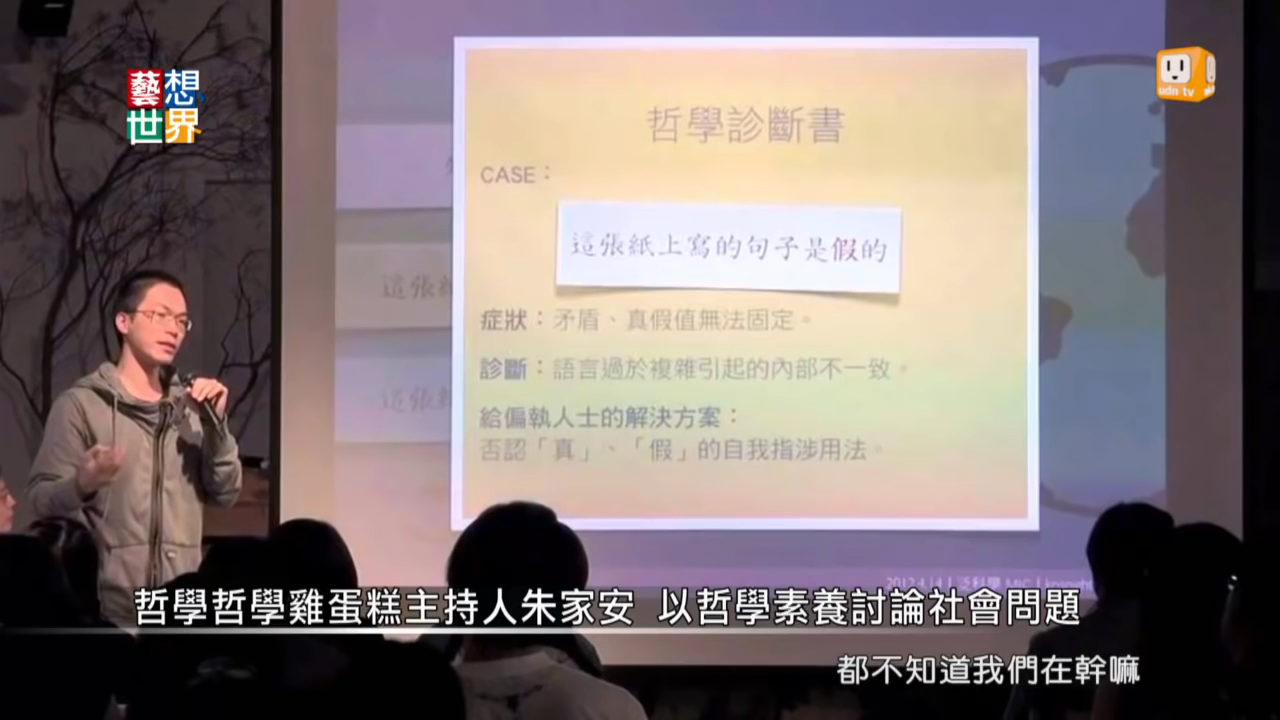 藝想
世界
udn tv
哲學診斷書
CASE：
這張紙上寫的句子是假的
症狀：矛盾、真假值無法固定。
診斷：語言過於複雜引起的內部不一致。
給偏執人士的解決方案：
否認「真」、「假」的自我指涉用法。
這張
這張
哲學哲學雞蛋糕主持人朱家安 以哲學素養討論社會問題
都不知道我們在幹嘛